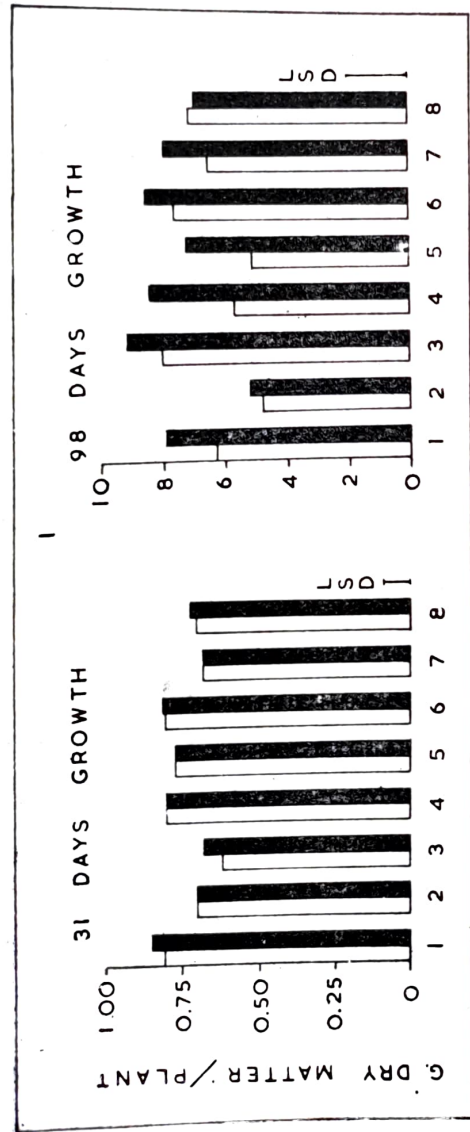 31 DAYS GROWTH
98 DAYS GROWTH
G. DRY MATTER/PLANT
1.00
0.75
0.50
0.25
0
1 2 3 4 5 6 7 8
LSD
10
8
6
4
2
0
1 2 3 4 5 6 7 8
LSD